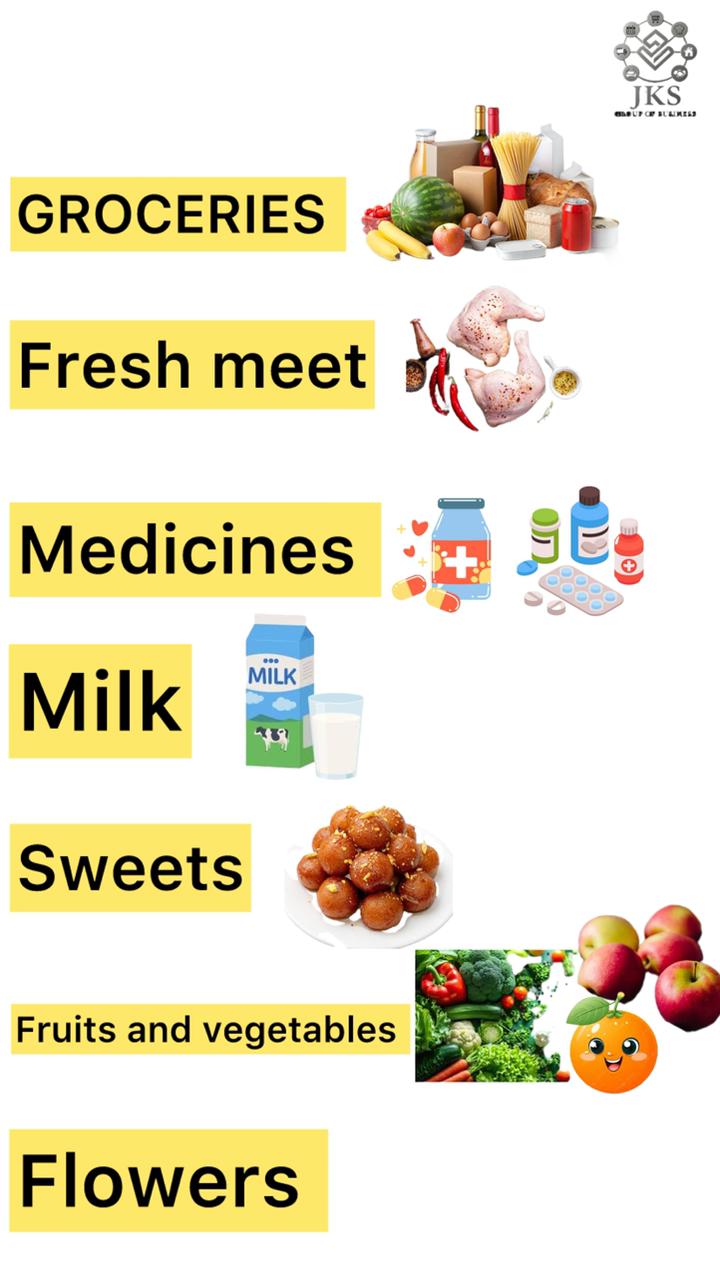 JKS
GROUP OF BUSINESS
GROCERIES
Fresh meet
Medicines
MILK
Milk
Sweets
Fruits and vegetables
Flowers